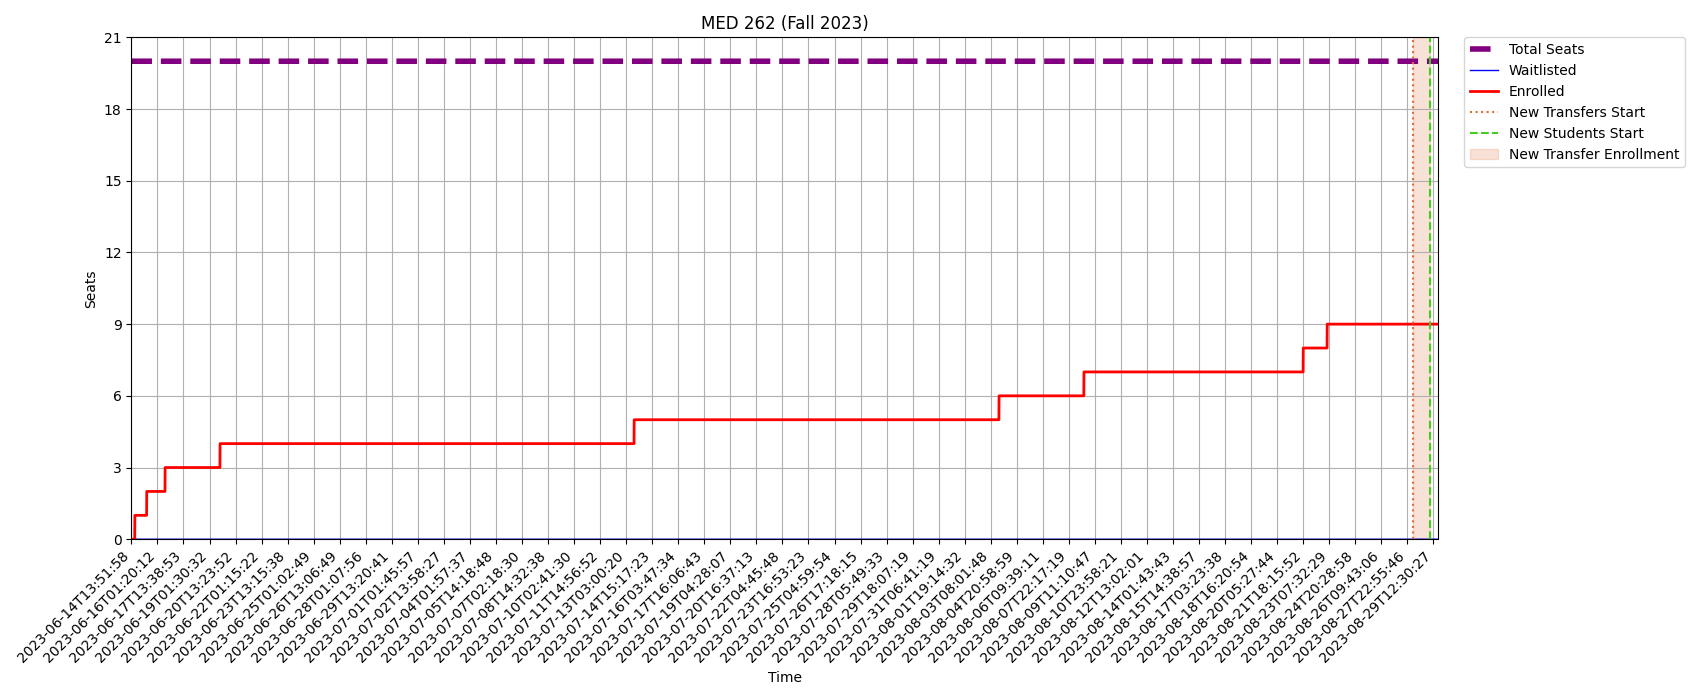 MED 262 (Fall 2023)
21
18
15
12
9
6
3
0
Seats
2023-06-14T13:51:58
2023-06-16T01:20:12
2023-06-17T13:38:53
2023-06-19T01:30:32
2023-06-20T13:23:52
2023-06-22T01:15:22
2023-06-23T13:15:38
2023-06-25T01:02:49
2023-06-26T13:06:49
2023-06-28T01:07:56
2023-06-29T13:20:41
2023-07-01T01:45:57
2023-07-02T13:58:27
2023-07-04T01:57:37
2023-07-05T14:18:48
2023-07-07T02:18:30
2023-07-08T14:32:38
2023-07-10T02:41:30
2023-07-11T14:56:52
2023-07-13T03:00:20
2023-07-14T15:17:23
2023-07-16T03:47:34
2023-07-17T16:06:43
2023-07-19T04:28:07
2023-07-20T16:37:13
2023-07-22T04:45:48
2023-07-23T16:53:23
2023-07-25T04:59:54
2023-07-26T17:18:15
2023-07-28T05:49:33
2023-07-29T18:07:19
2023-07-31T06:41:19
2023-08-01T19:14:32
2023-08-03T08:01:48
2023-08-04T20:58:59
2023-08-06T09:39:11
2023-08-07T22:17:19
2023-08-09T11:10:47
2023-08-10T23:58:21
2023-08-12T13:02:01
2023-08-14T01:43:43
2023-08-15T14:38:57
2023-08-17T03:23:38
2023-08-18T16:20:54
2023-08-20T05:27:44
2023-08-21T18:15:52
2023-08-23T07:32:29
2023-08-24T20:28:58
2023-08-26T09:43:06
2023-08-27T22:55:46
2023-08-29T12:30:27
Time
Total Seats
Waitlisted
Enrolled
New Transfers Start
New Students Start
New Transfer Enrollment